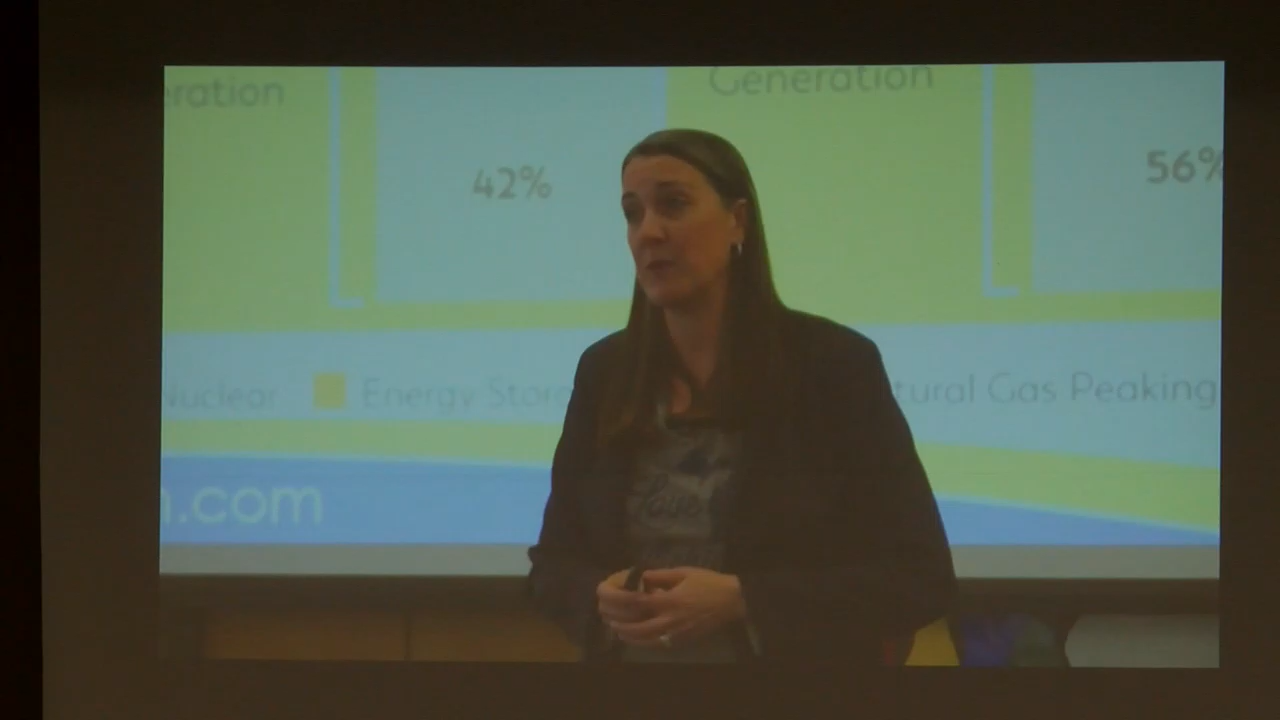 eration
Generation
42%
56%
Nuclear
Energy Stor
tural Gas Peaking
.com